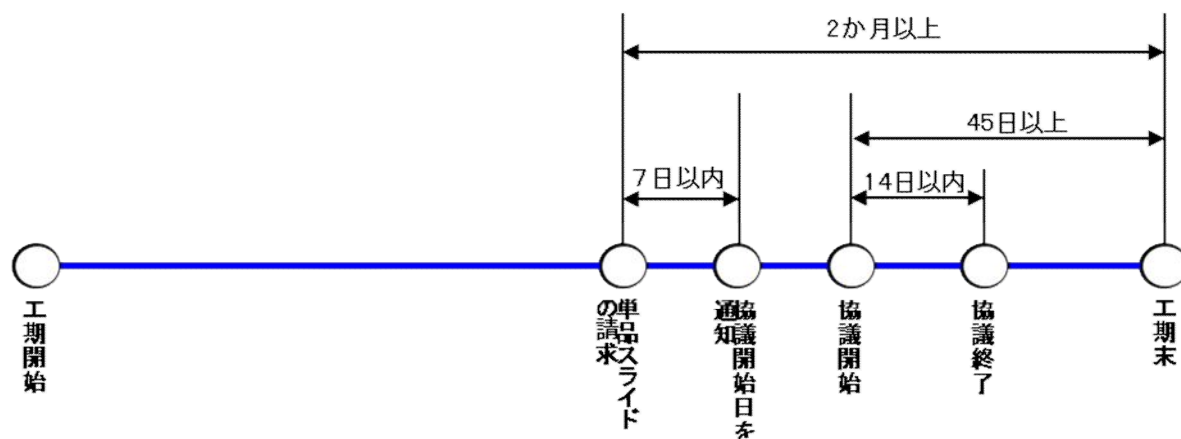 2か月以上
45日以上
7日以内
14日以内
工期開始
単品スライド
の請求
協議開始日を
通知
協議開始
協議終了
工期末